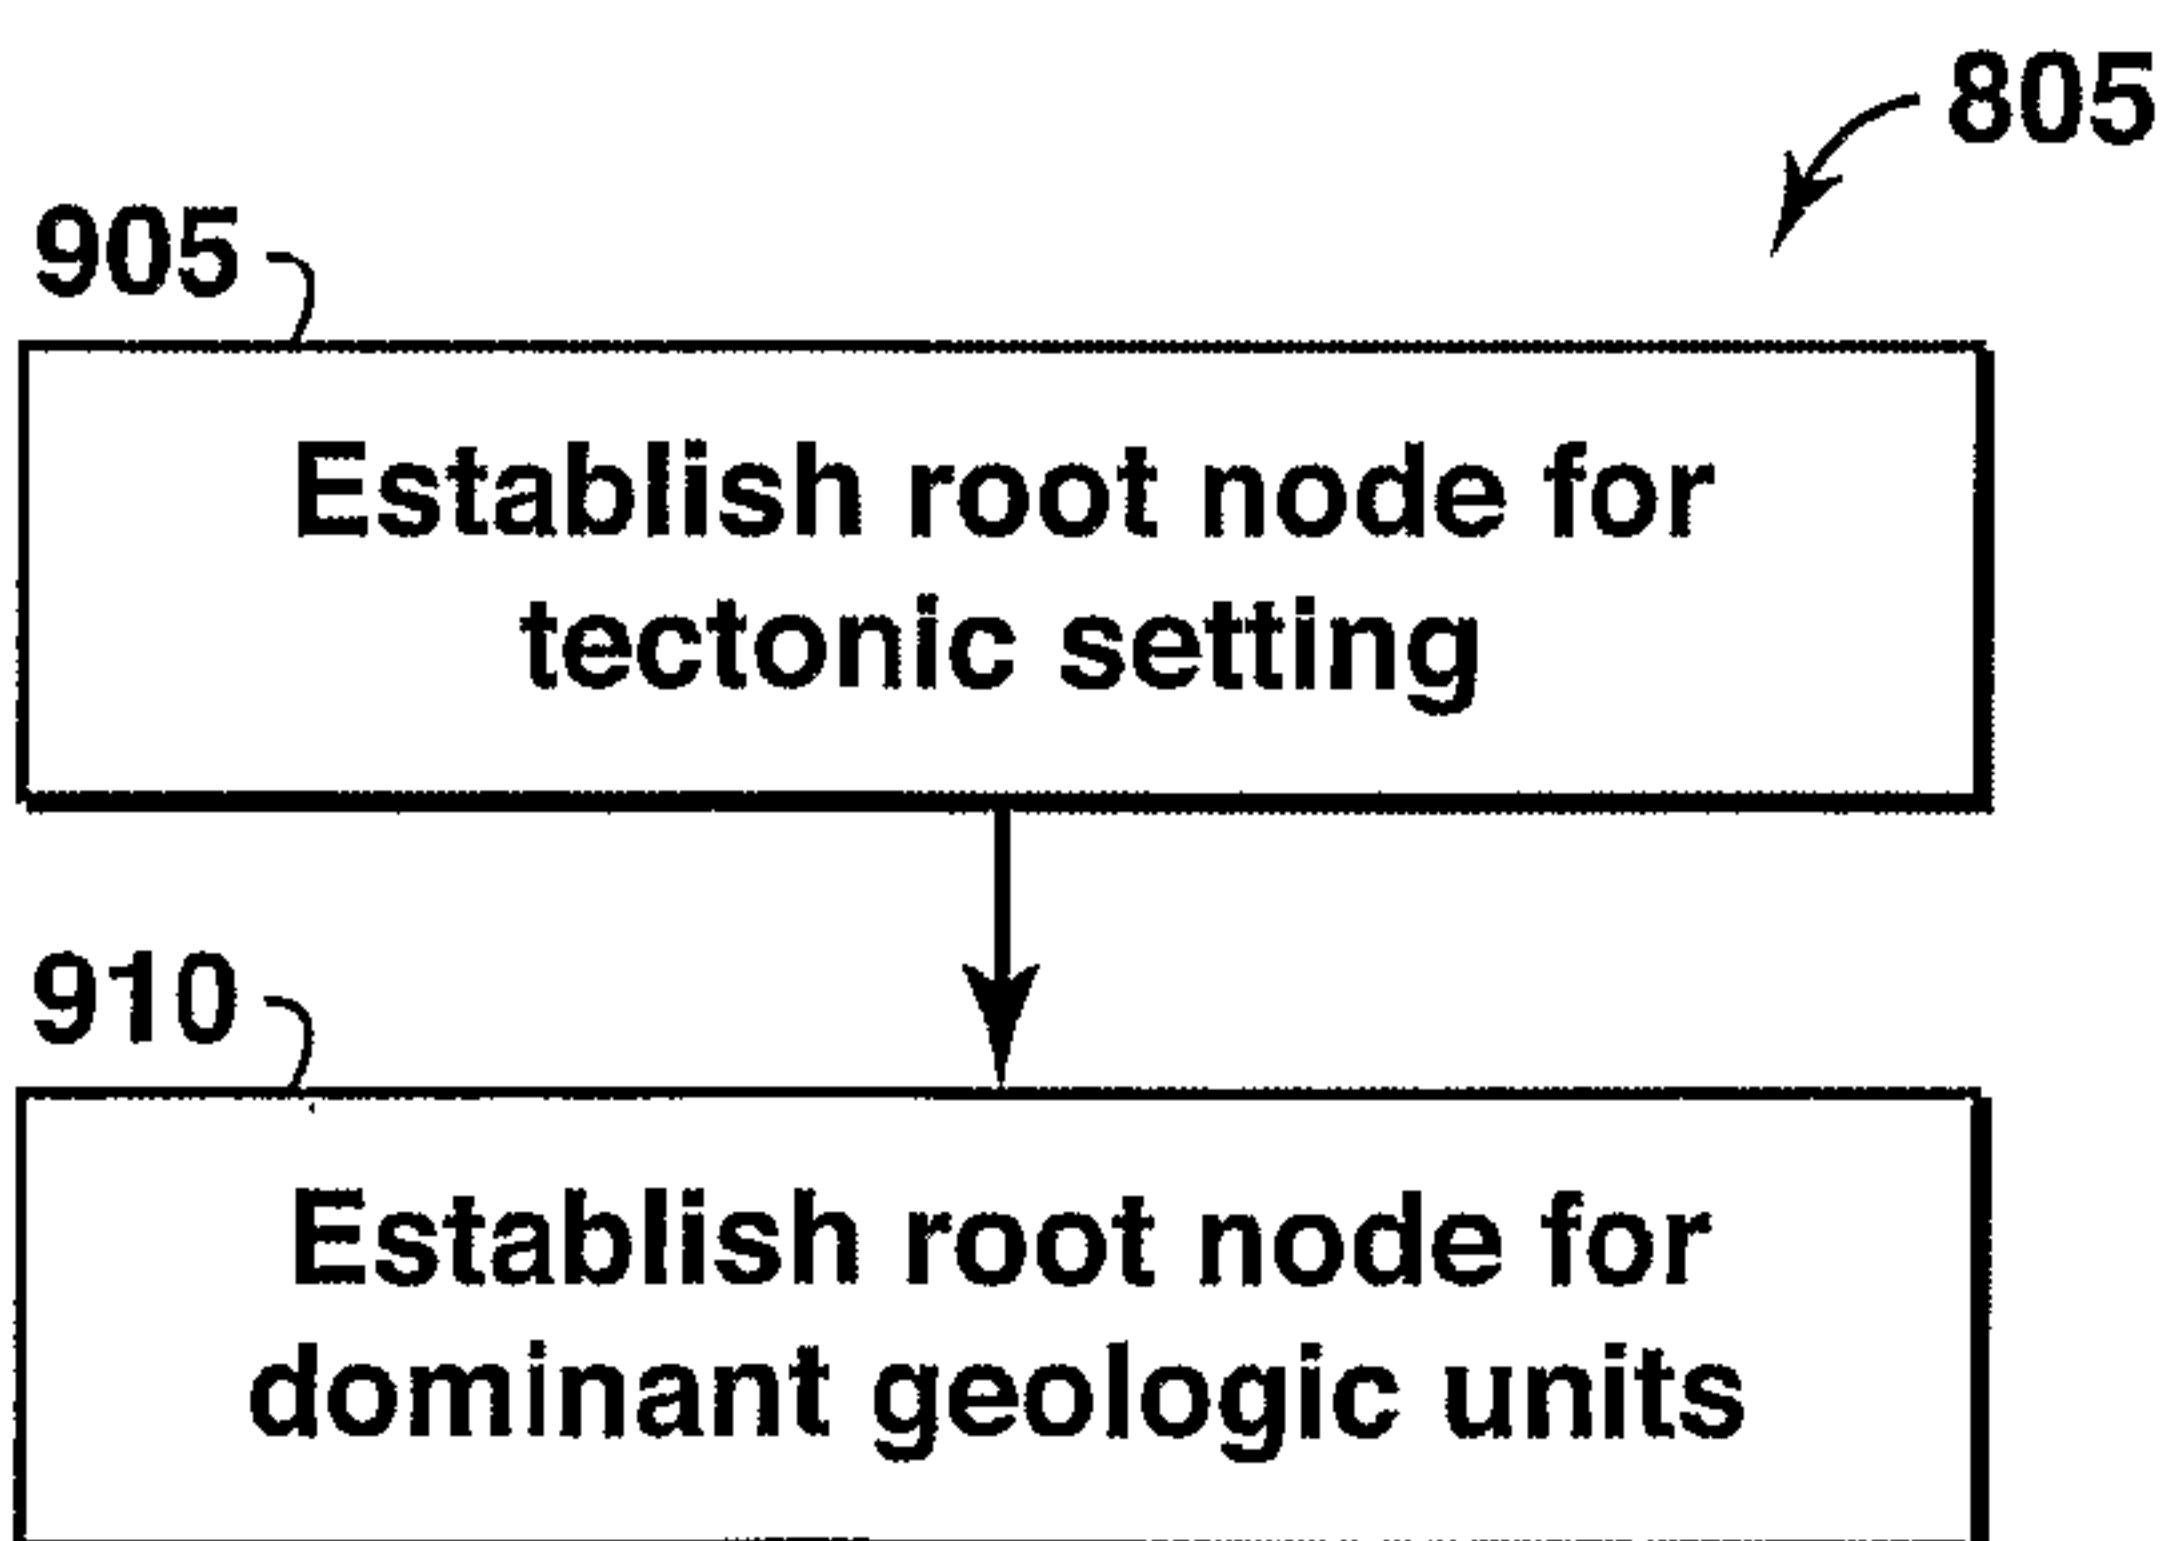 805
905
Establish root node for
tectonic setting
910
Establish root node for
dominant geologic units